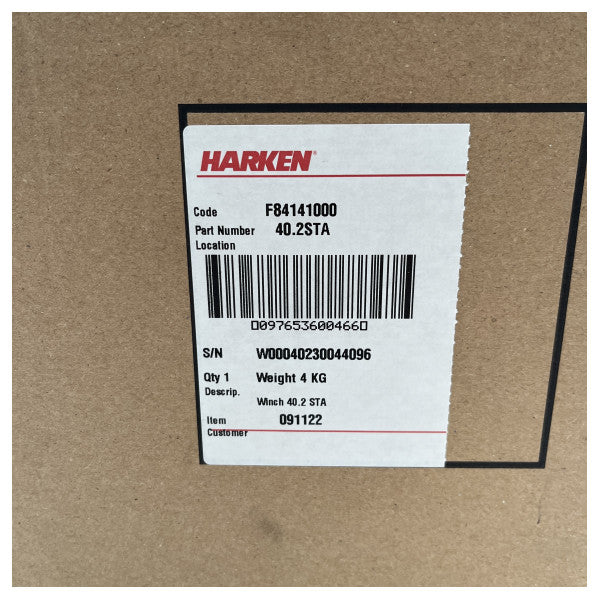 HARKEN®
Code F84141000
Part Number 40.2STA
Location
▯097653600466▯
S/N W00040230044096
Qty 1 Weight 4 KG
Descrip. Winch 40.2 STA
Item 091122
Customer